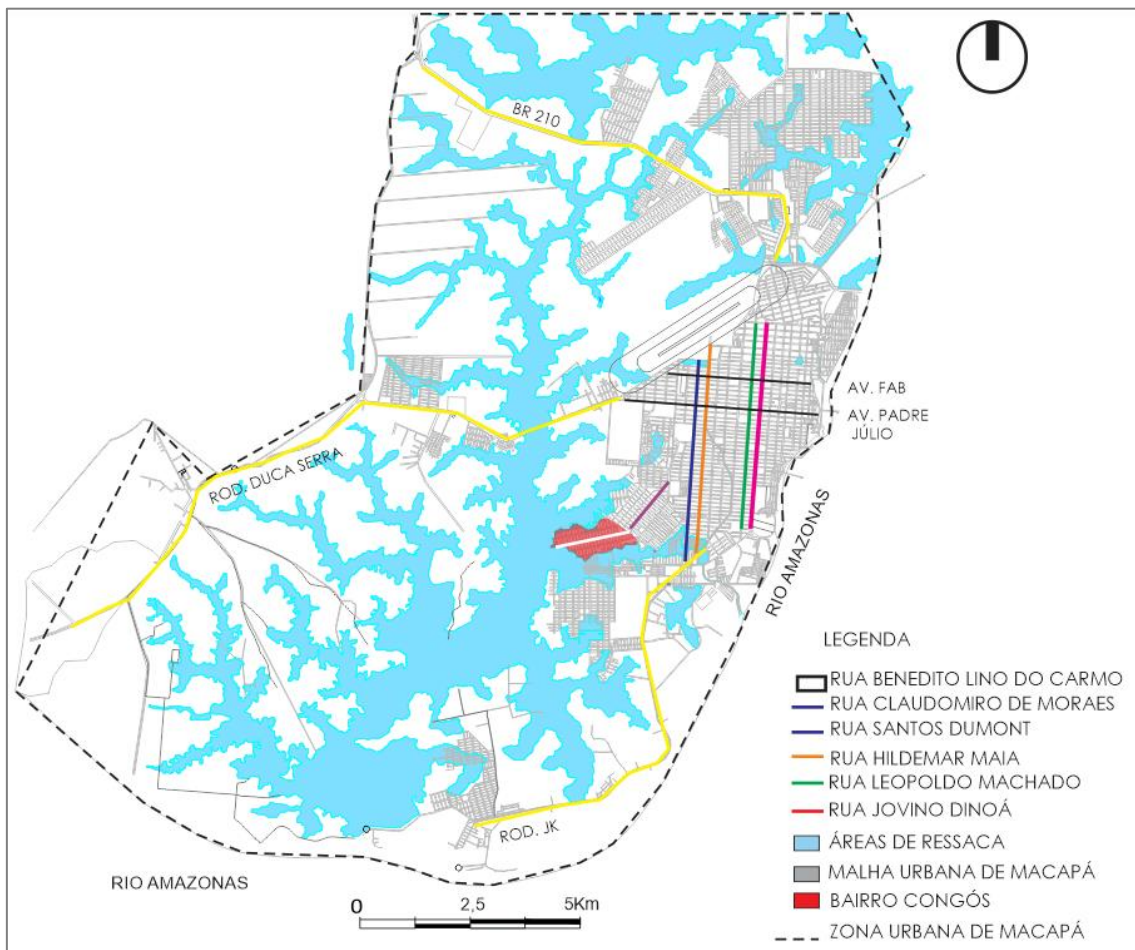 BR 210
AV. FAB
AV. PADRE
JÚLIO
ROD. DUCA SERRA
RIO AMAZONAS
ROD. JK
RIO AMAZONAS
0 2,5 5Km
LEGENDA
RUA BENEDITO LINO DO CARMO
RUA CLAUDOMIRO DE MORAES
RUA SANTOS DUMONT
RUA HILDEMAR MAIA
RUA LEOPOLDO MACHADO
RUA JOVINO DINOÁ
ÁREAS DE RESSACA
MALHA URBANA DE MACAPÁ
BAIRRO CONGÓS
ZONA URBANA DE MACAPÁ